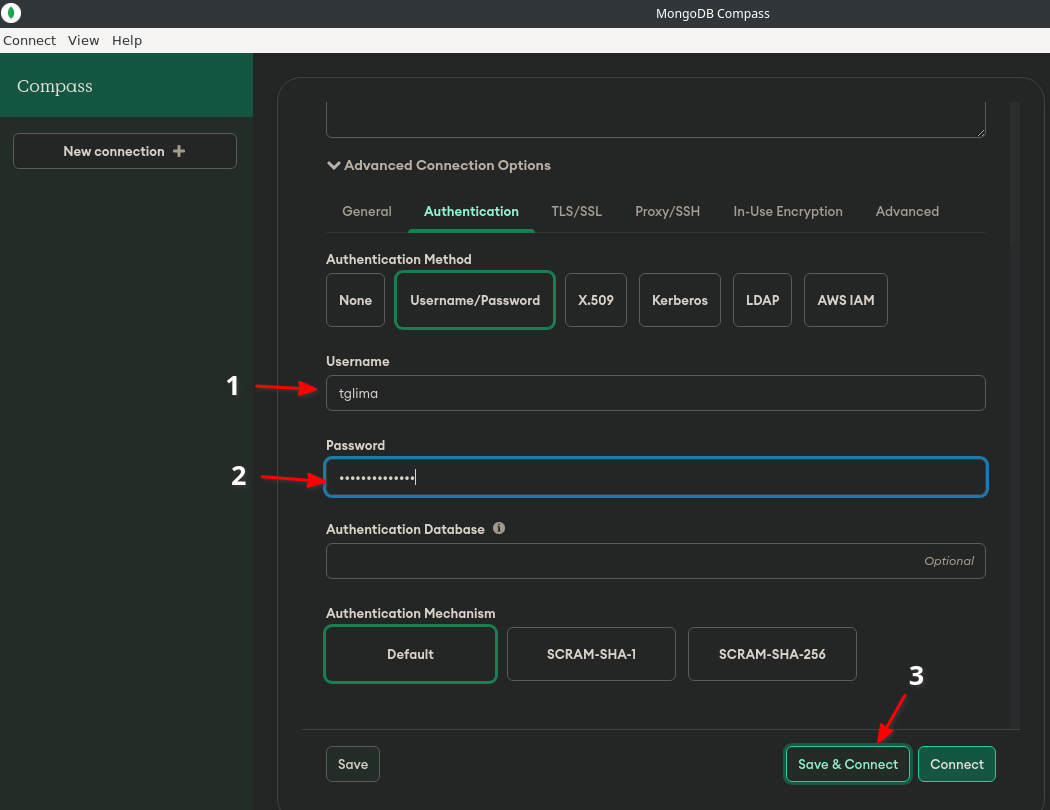 MongoDB Compass
Connect View Help
Compass
New connection
Advanced Connection Options
General Authentication TLS/SSL Proxy/SSH In-Use Encryption Advanced
Authentication Method
None Username/Password X.509 Kerberos LDAP AWS IAM
Username
1
tglima
Password
2
••••••••••••••
Authentication Database
Optional
Authentication Mechanism
Default SCRAM-SHA-1 SCRAM-SHA-256
3
Save Save & Connect Connect